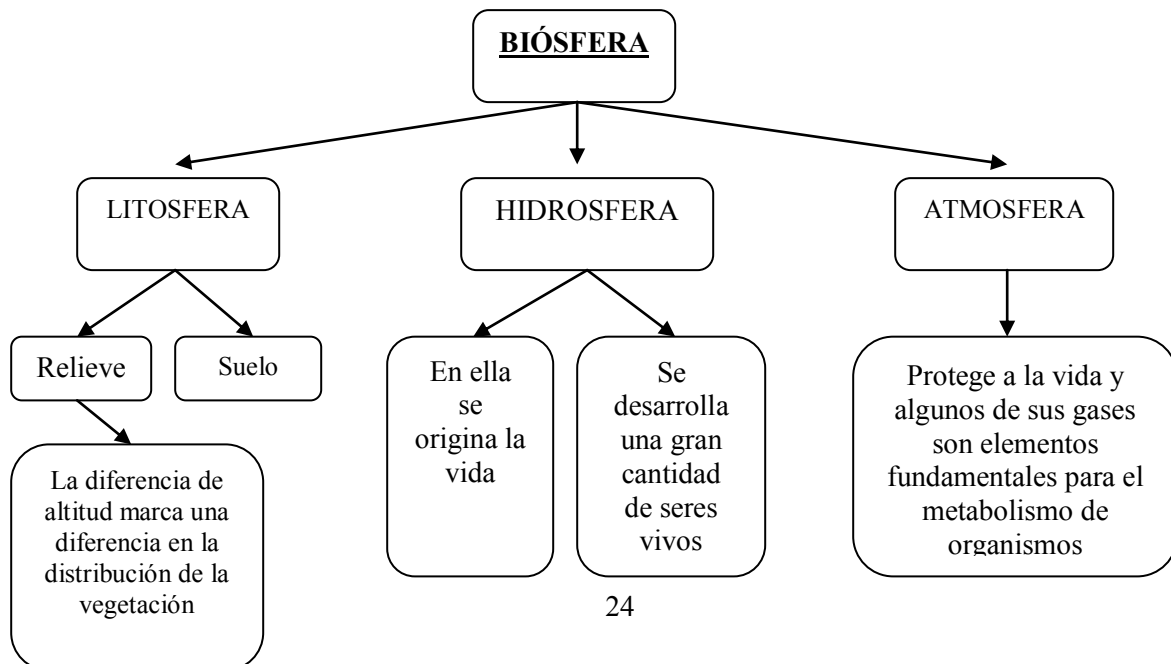 BIÓSFERA
LITOSFERA
HIDROSFERA
ATMOSFERA
Relieve
Suelo
En ella
se
origina la
vida
Se
desarrolla
una gran
cantidad
de seres
vivos
Protege a la vida y
algunos de sus gases
son elementos
fundamentales para el
metabolismo de
organismos
La diferencia de
altitud marca una
diferencia en la
distribución de la
vegetación
24